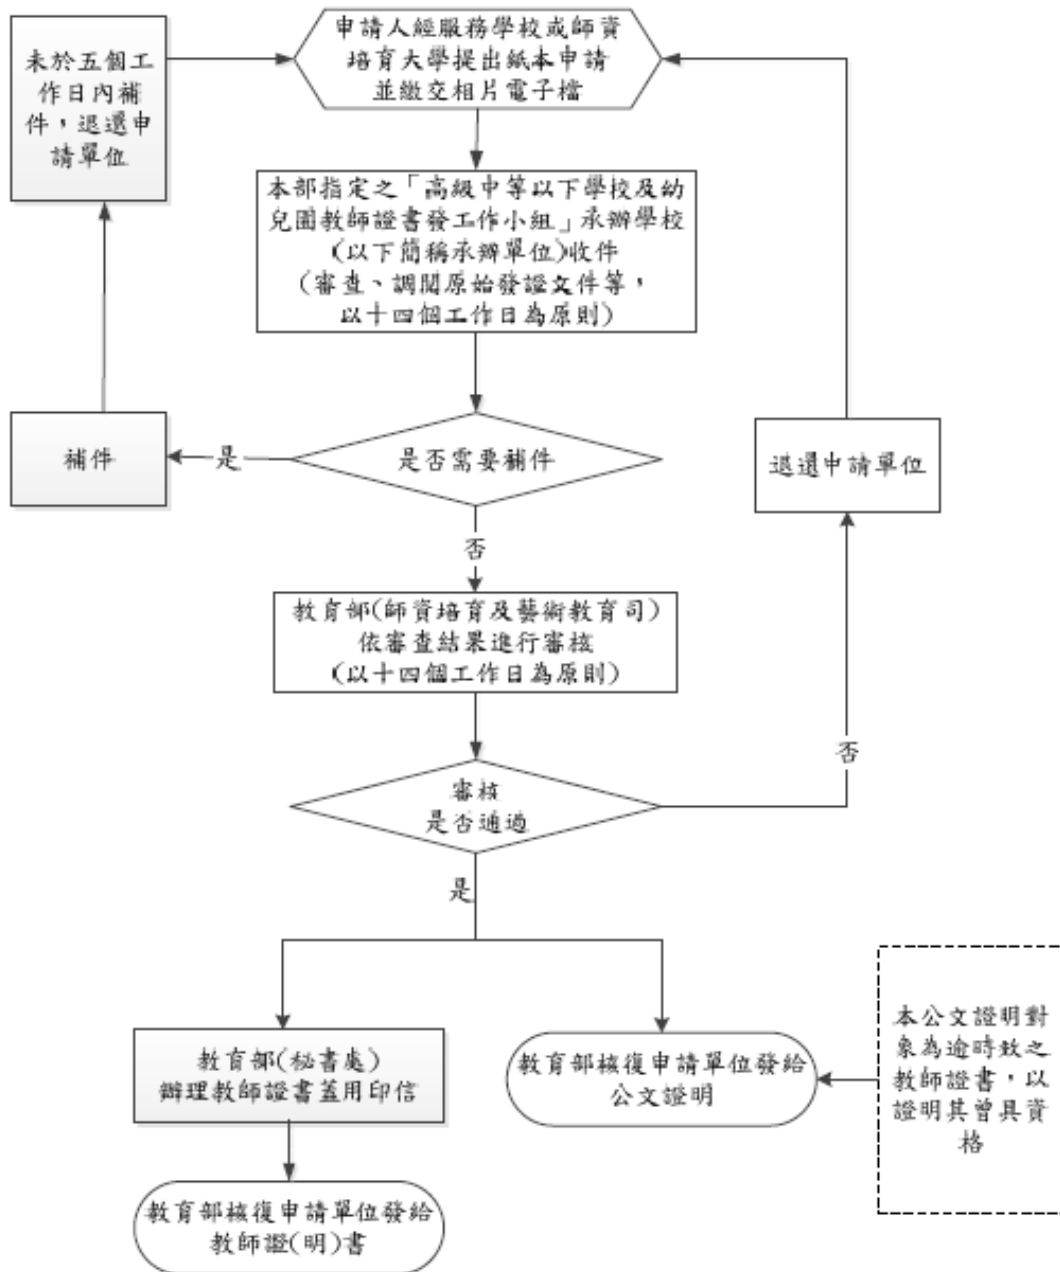 申請人經服務學校或師資
培育大學提出紙本申請
並繳交相片電子檔
未於五個工
作日內補
件，退還申
請單位
本部指定之「高級中等以下學校及幼
兒園教師證書發工作小組」承辦學校
(以下簡稱承辦單位)收件
(審查、調閱原始發證文件等，
以十四個工作日為原則)
是否需要補件
是
補件
退還申請單位
否
教育部(師資培育及藝術教育司)
依審查結果進行審核
(以十四個工作日為原則)
審核
是否通過
否
是
教育部(秘書處)
辦理教師證書蓋用印信
教育部核復申請單位發給
公文證明
本公文證明對
象為逾時效之
教師證書，以
證明其曾具資
格
教育部核復申請單位發給
教師證(明)書